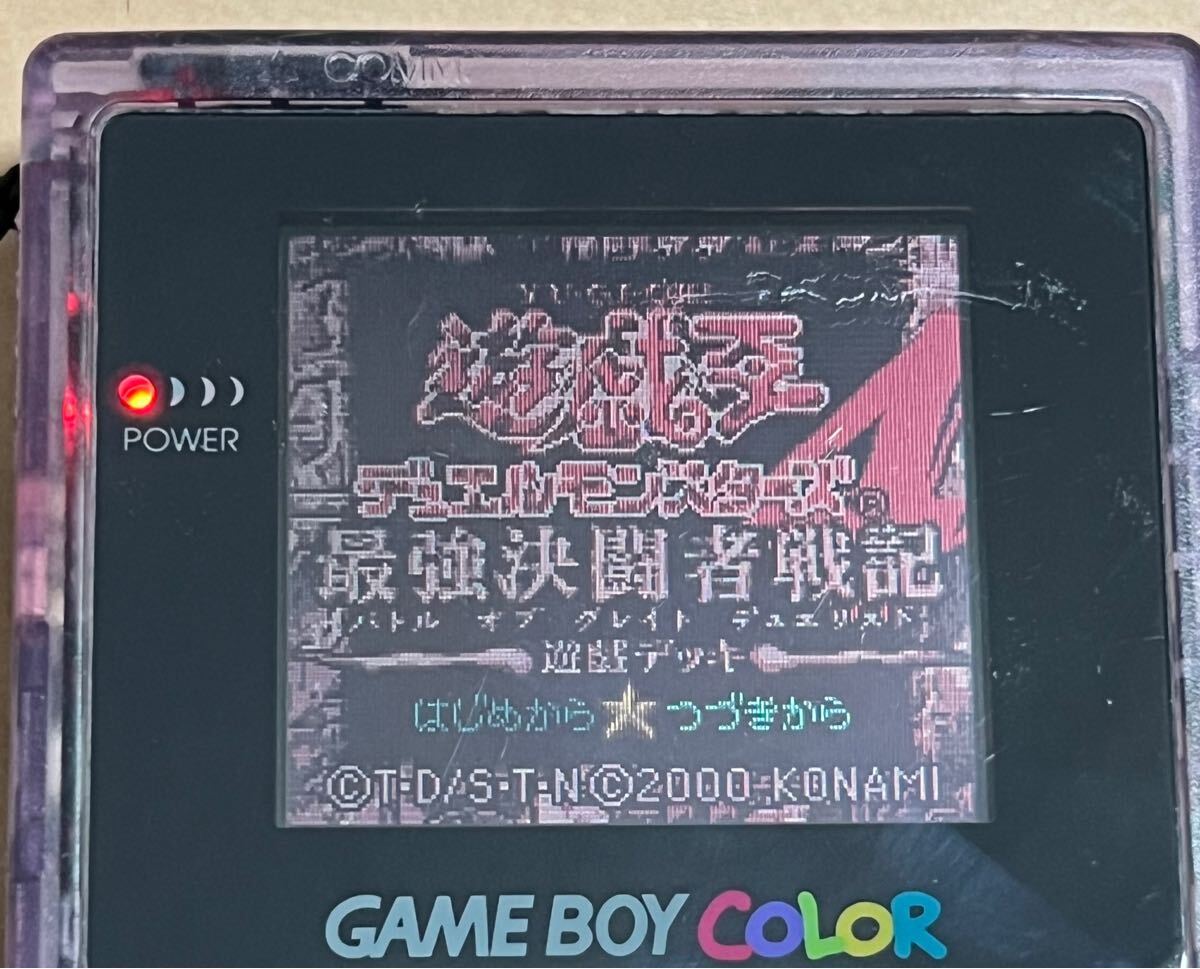 COMM
POWER
遊戯王
デュエルモンスターズ®
4
最強決闘者戦記
バトル オブ グレイト デュエリスト
遊戯デッキ
はじめから★つづきから
©T・D/S・T・N©2000 KONAMI
GAME BOY COLOR